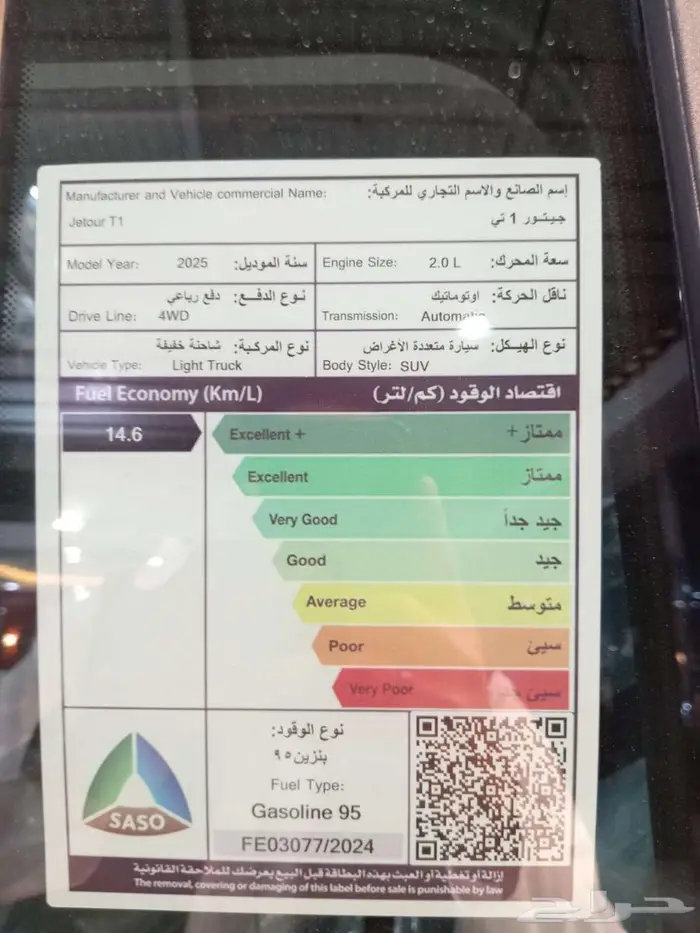 Manufacturer and Vehicle commercial Name: إسم الصانع والاسم التجاري للمركبة:
Jetour T1 جيتور 1 تي
Model Year: 2025 سنة الموديل:
Engine Size: 2.0 L سعة المحرك:
نوع الدفع: دفع رباعي
Drive Line: 4WD
ناقل الحركة: اوتوماتيك
Transmission: Automatic
نوع المركبة: شاحنة خفيفة
Vehicle Type: Light Truck
نوع الهيكل: سيارة متعددة الأغراض
Body Style: SUV
Fuel Economy (Km/L) اقتصاد الوقود (كم/لتر)
14.6
Excellent + ممتاز+
Excellent ممتاز
Very Good جيد جداً
Good جيد
Average متوسط
Poor سيئ
Very Poor سيئ
SASO
نوع الوقود:
بنزين ٩٥
Fuel Type:
Gasoline 95
FE03077/2024
إزالة أو تغطية أو العبث بهذه البطاقة قبل البيع يعرضك للملاحقة القانونية
The removal, covering or damaging of this label before sale is punishable by law
حراج